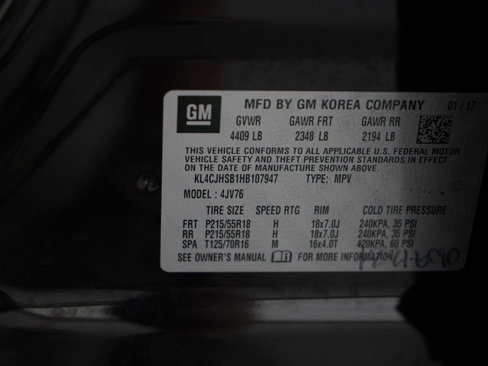 GM MFD BY GM KOREA COMPANY 01/17
GVWR GAWR FRT GAWR RR
4409 LB 2348 LB 2194 LB
THIS VEHICLE CONFORMS TO ALL APPLICABLE U.S. FEDERAL MOTOR
VEHICLE SAFETY AND THEFT PREVENTION STANDARDS IN EFFECT ON
THE DATE OF MANUFACTURE SHOWN ABOVE.
KL4CJHSB1HB107947 TYPE: MPV
MODEL : 4JV76
TIRE SIZE SPEED RTG RIM COLD TIRE PRESSURE
FRT P215/55R18 H 18x7.0J 240KPA, 35 PSI
RR P215/55R18 H 18x7.0J 240KPA, 35 PSI
SPA T125/70R16 M 16x4.0T 420KPA, 60 PSI
SEE OWNER'S MANUAL FOR MORE INFORMATION